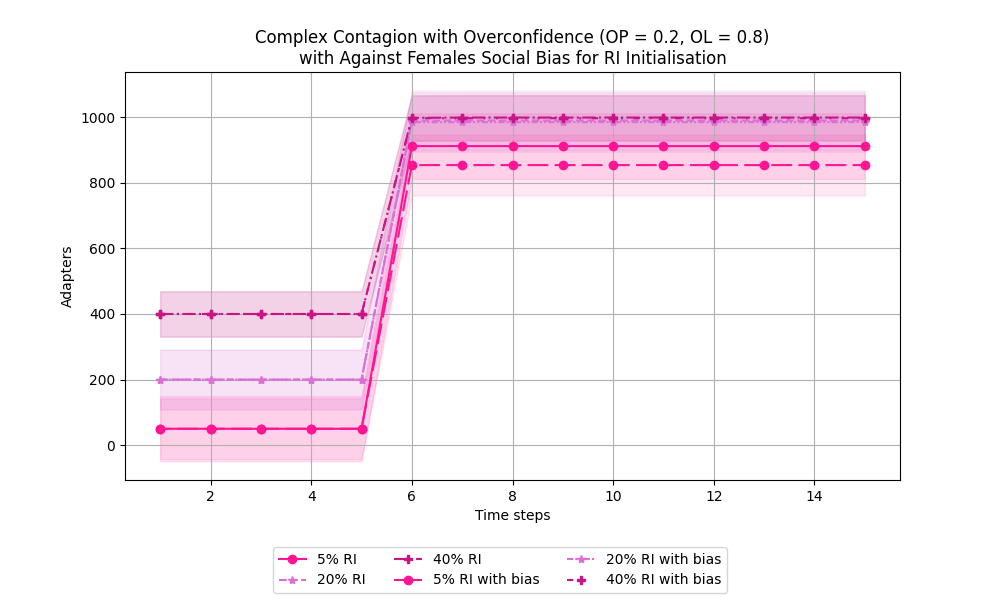 Complex Contagion with Overconfidence (OP = 0.2, OL = 0.8)
with Against Females Social Bias for RI Initialisation
Adapters
1000
800
600
400
200
0
2 4 6 8 10 12 14
Time steps
5% RI 40% RI 20% RI with bias
20% RI 5% RI with bias 40% RI with bias